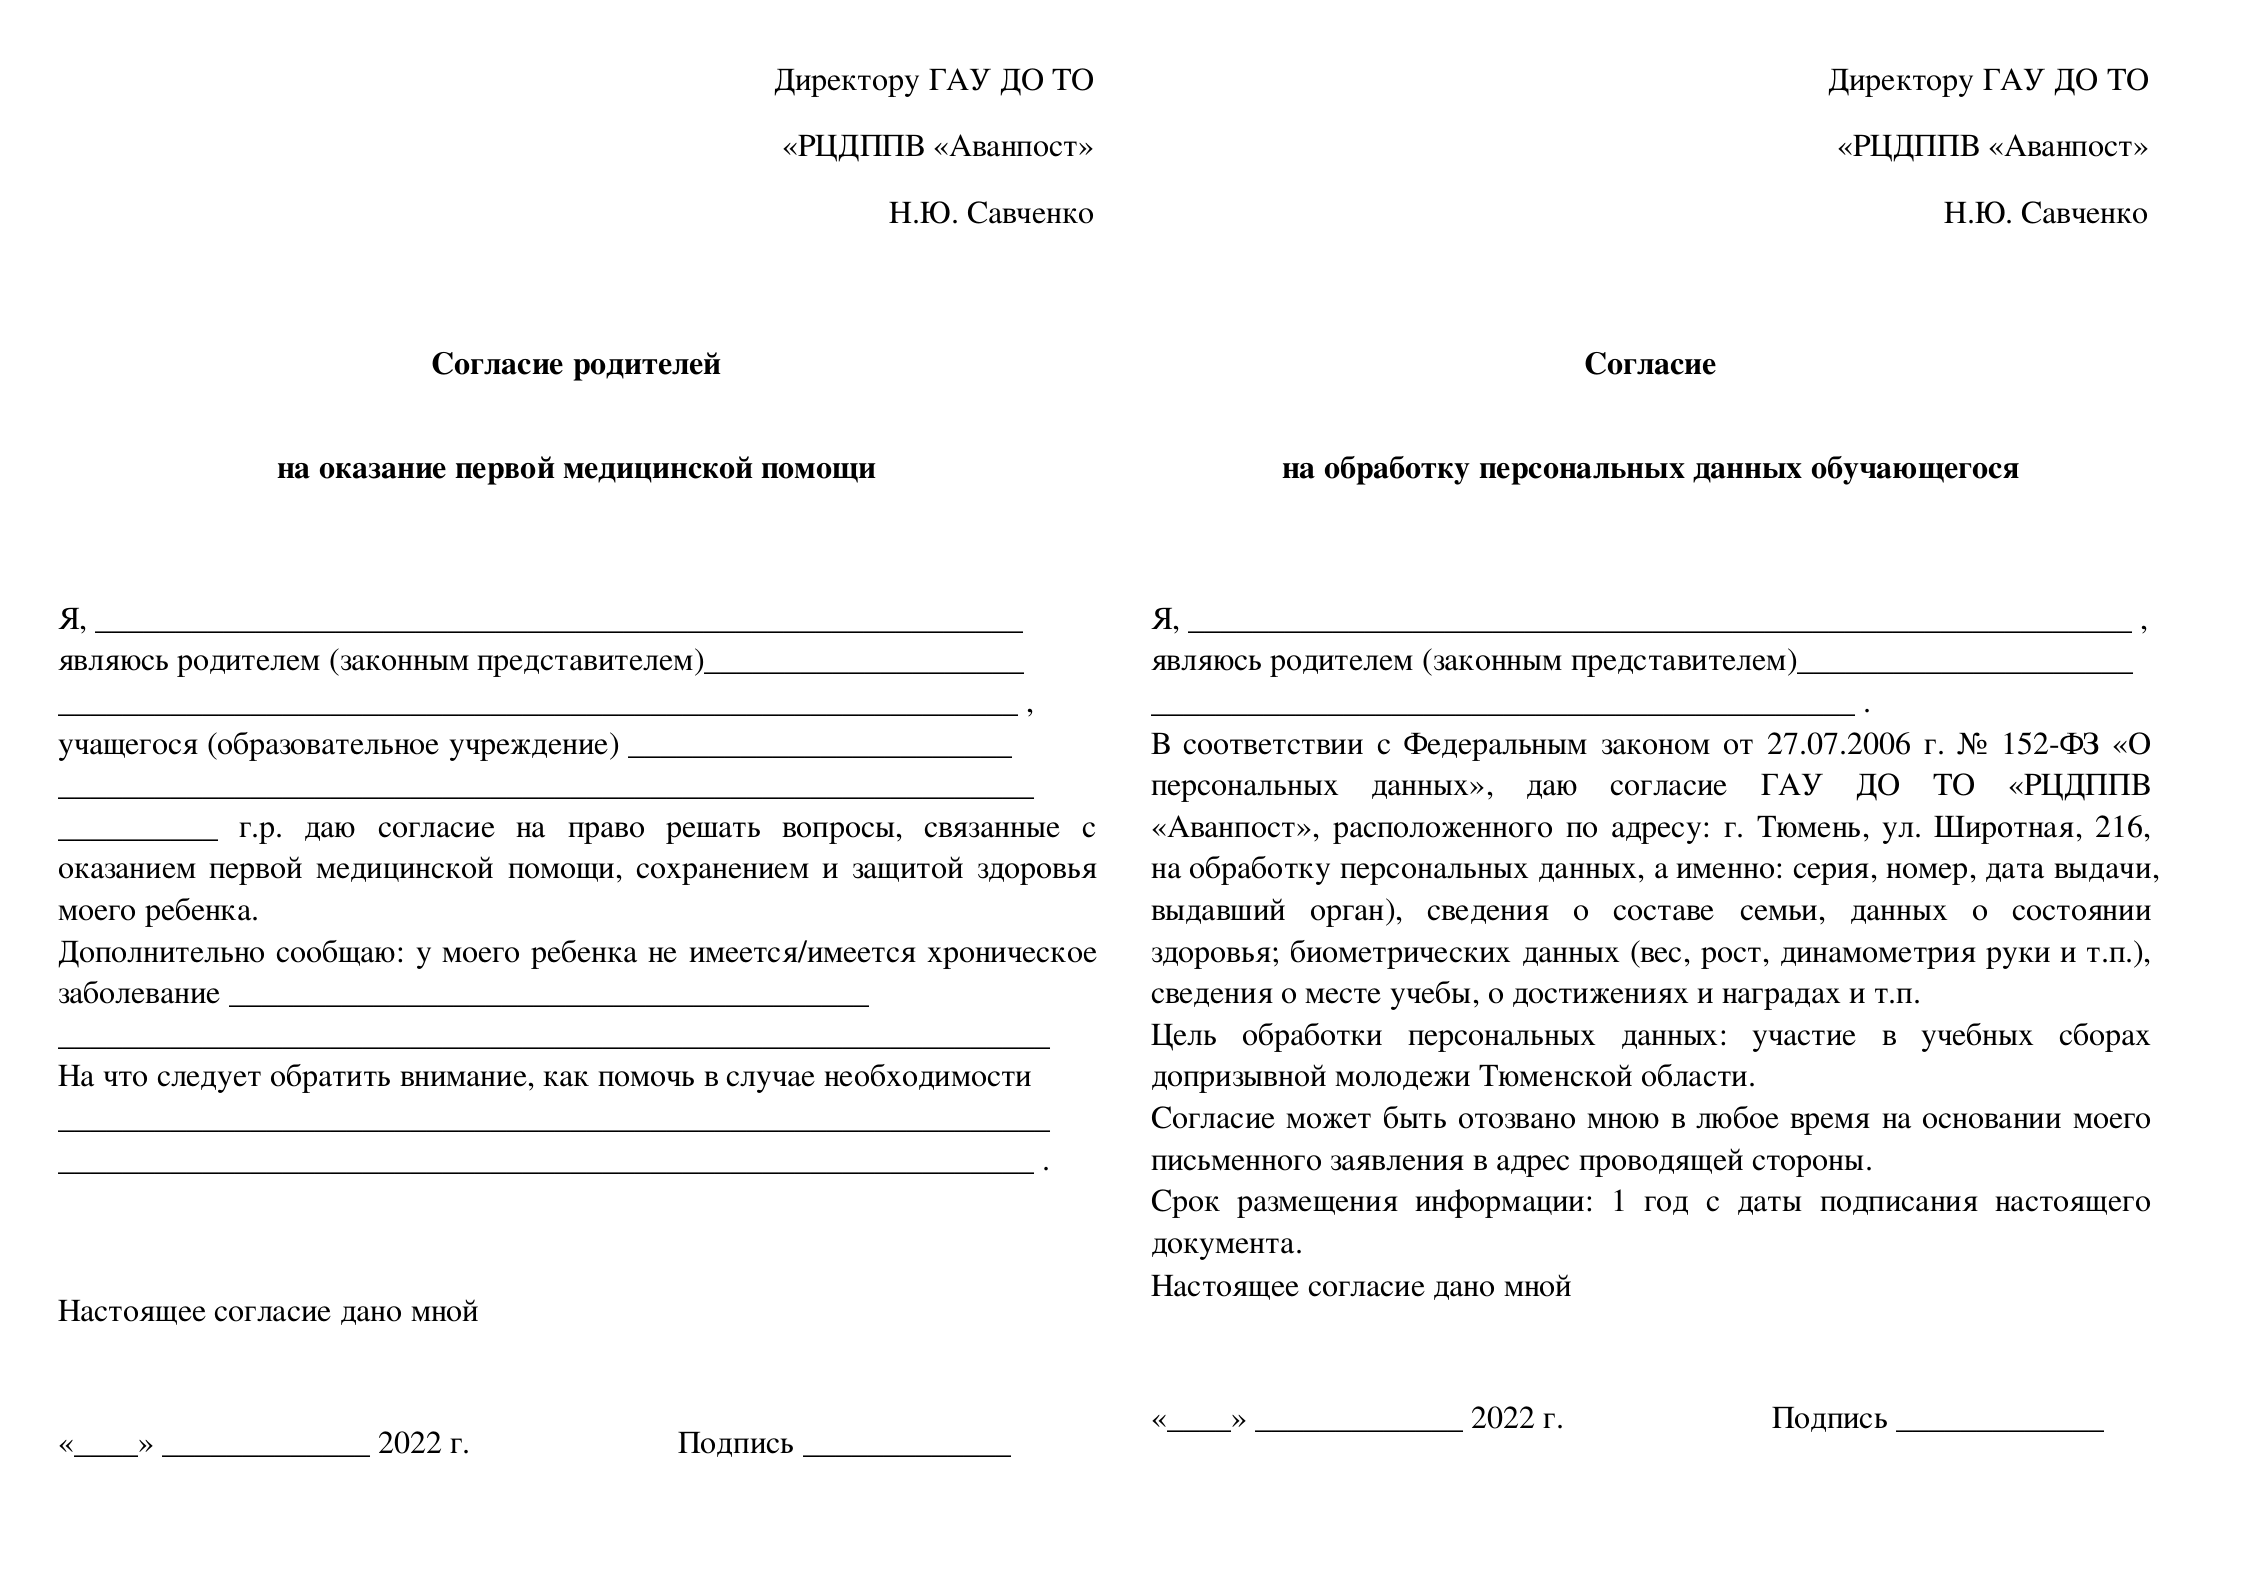 Директору ГАУ ДО ТО
«РЦДППВ «Аванпост»
Н.Ю. Савченко
Согласие родителей
на оказание первой медицинской помощи
Я, __________________________________________________________
являюсь родителем (законным представителем)____________________
____________________________________________________________ ,
учащегося (образовательное учреждение) ________________________
_____________________________________________________________
__________ г.р. даю согласие на право решать вопросы, связанные с
оказанием первой медицинской помощи, сохранением и защитой здоровья
моего ребенка.
Дополнительно сообщаю: у моего ребенка не имеется/имеется хроническое
заболевание ________________________________________
______________________________________________________________
На что следует обратить внимание, как помочь в случае необходимости
______________________________________________________________
_____________________________________________________________ .
Настоящее согласие дано мной
«____» _____________ 2022 г. Подпись _____________
Директору ГАУ ДО ТО
«РЦДППВ «Аванпост»
Н.Ю. Савченко
Согласие
на обработку персональных данных обучающегося
Я, ___________________________________________________________ ,
являюсь родителем (законным представителем)_____________________
____________________________________________ .
В соответствии с Федеральным законом от 27.07.2006 г. № 152-ФЗ «О
персональных данных», даю согласие ГАУ ДО ТО «РЦДППВ
«Аванпост», расположенного по адресу: г. Тюмень, ул. Широтная, 216,
на обработку персональных данных, а именно: серия, номер, дата выдачи,
выдавший орган), сведения о составе семьи, данных о состоянии
здоровья; биометрических данных (вес, рост, динамометрия руки и т.п.),
сведения о месте учебы, о достижениях и наградах и т.п.
Цель обработки персональных данных: участие в учебных сборах
допризывной молодежи Тюменской области.
Согласие может быть отозвано мною в любое время на основании моего
письменного заявления в адрес проводящей стороны.
Срок размещения информации: 1 год с даты подписания настоящего
документа.
Настоящее согласие дано мной
«____» _____________ 2022 г. Подпись _____________